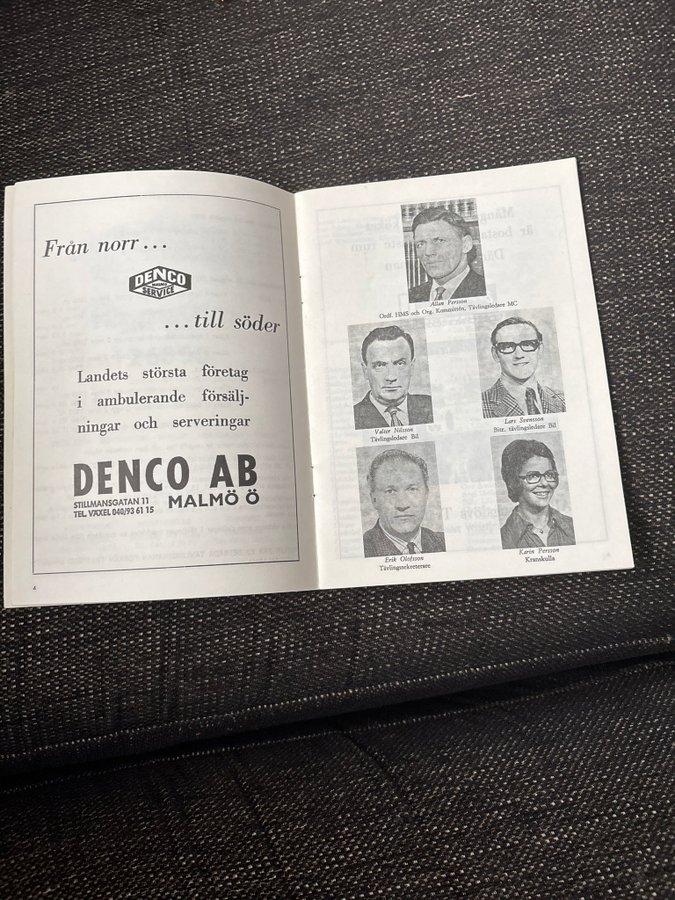 Från norr...
DENCO
MALMÖ
SERVICE
...till söder
Landets största företag
i ambulerande försälj-
ningar och serveringar
DENCO AB
STILLMANSGATAN 11
TEL. VÄXEL 040/93 61 15
MALMÖ Ö
4
Allan Persson
Ordf. HMS och Org. Kommittén, Tävlingsledare MC
Valter Nilsson
Tävlingsledare Bil
Lars Svensson
Bitr. tävlingsledare Bil
Erik Olofsson
Tävlingssekreterare
Karin Persson
Kranskulla